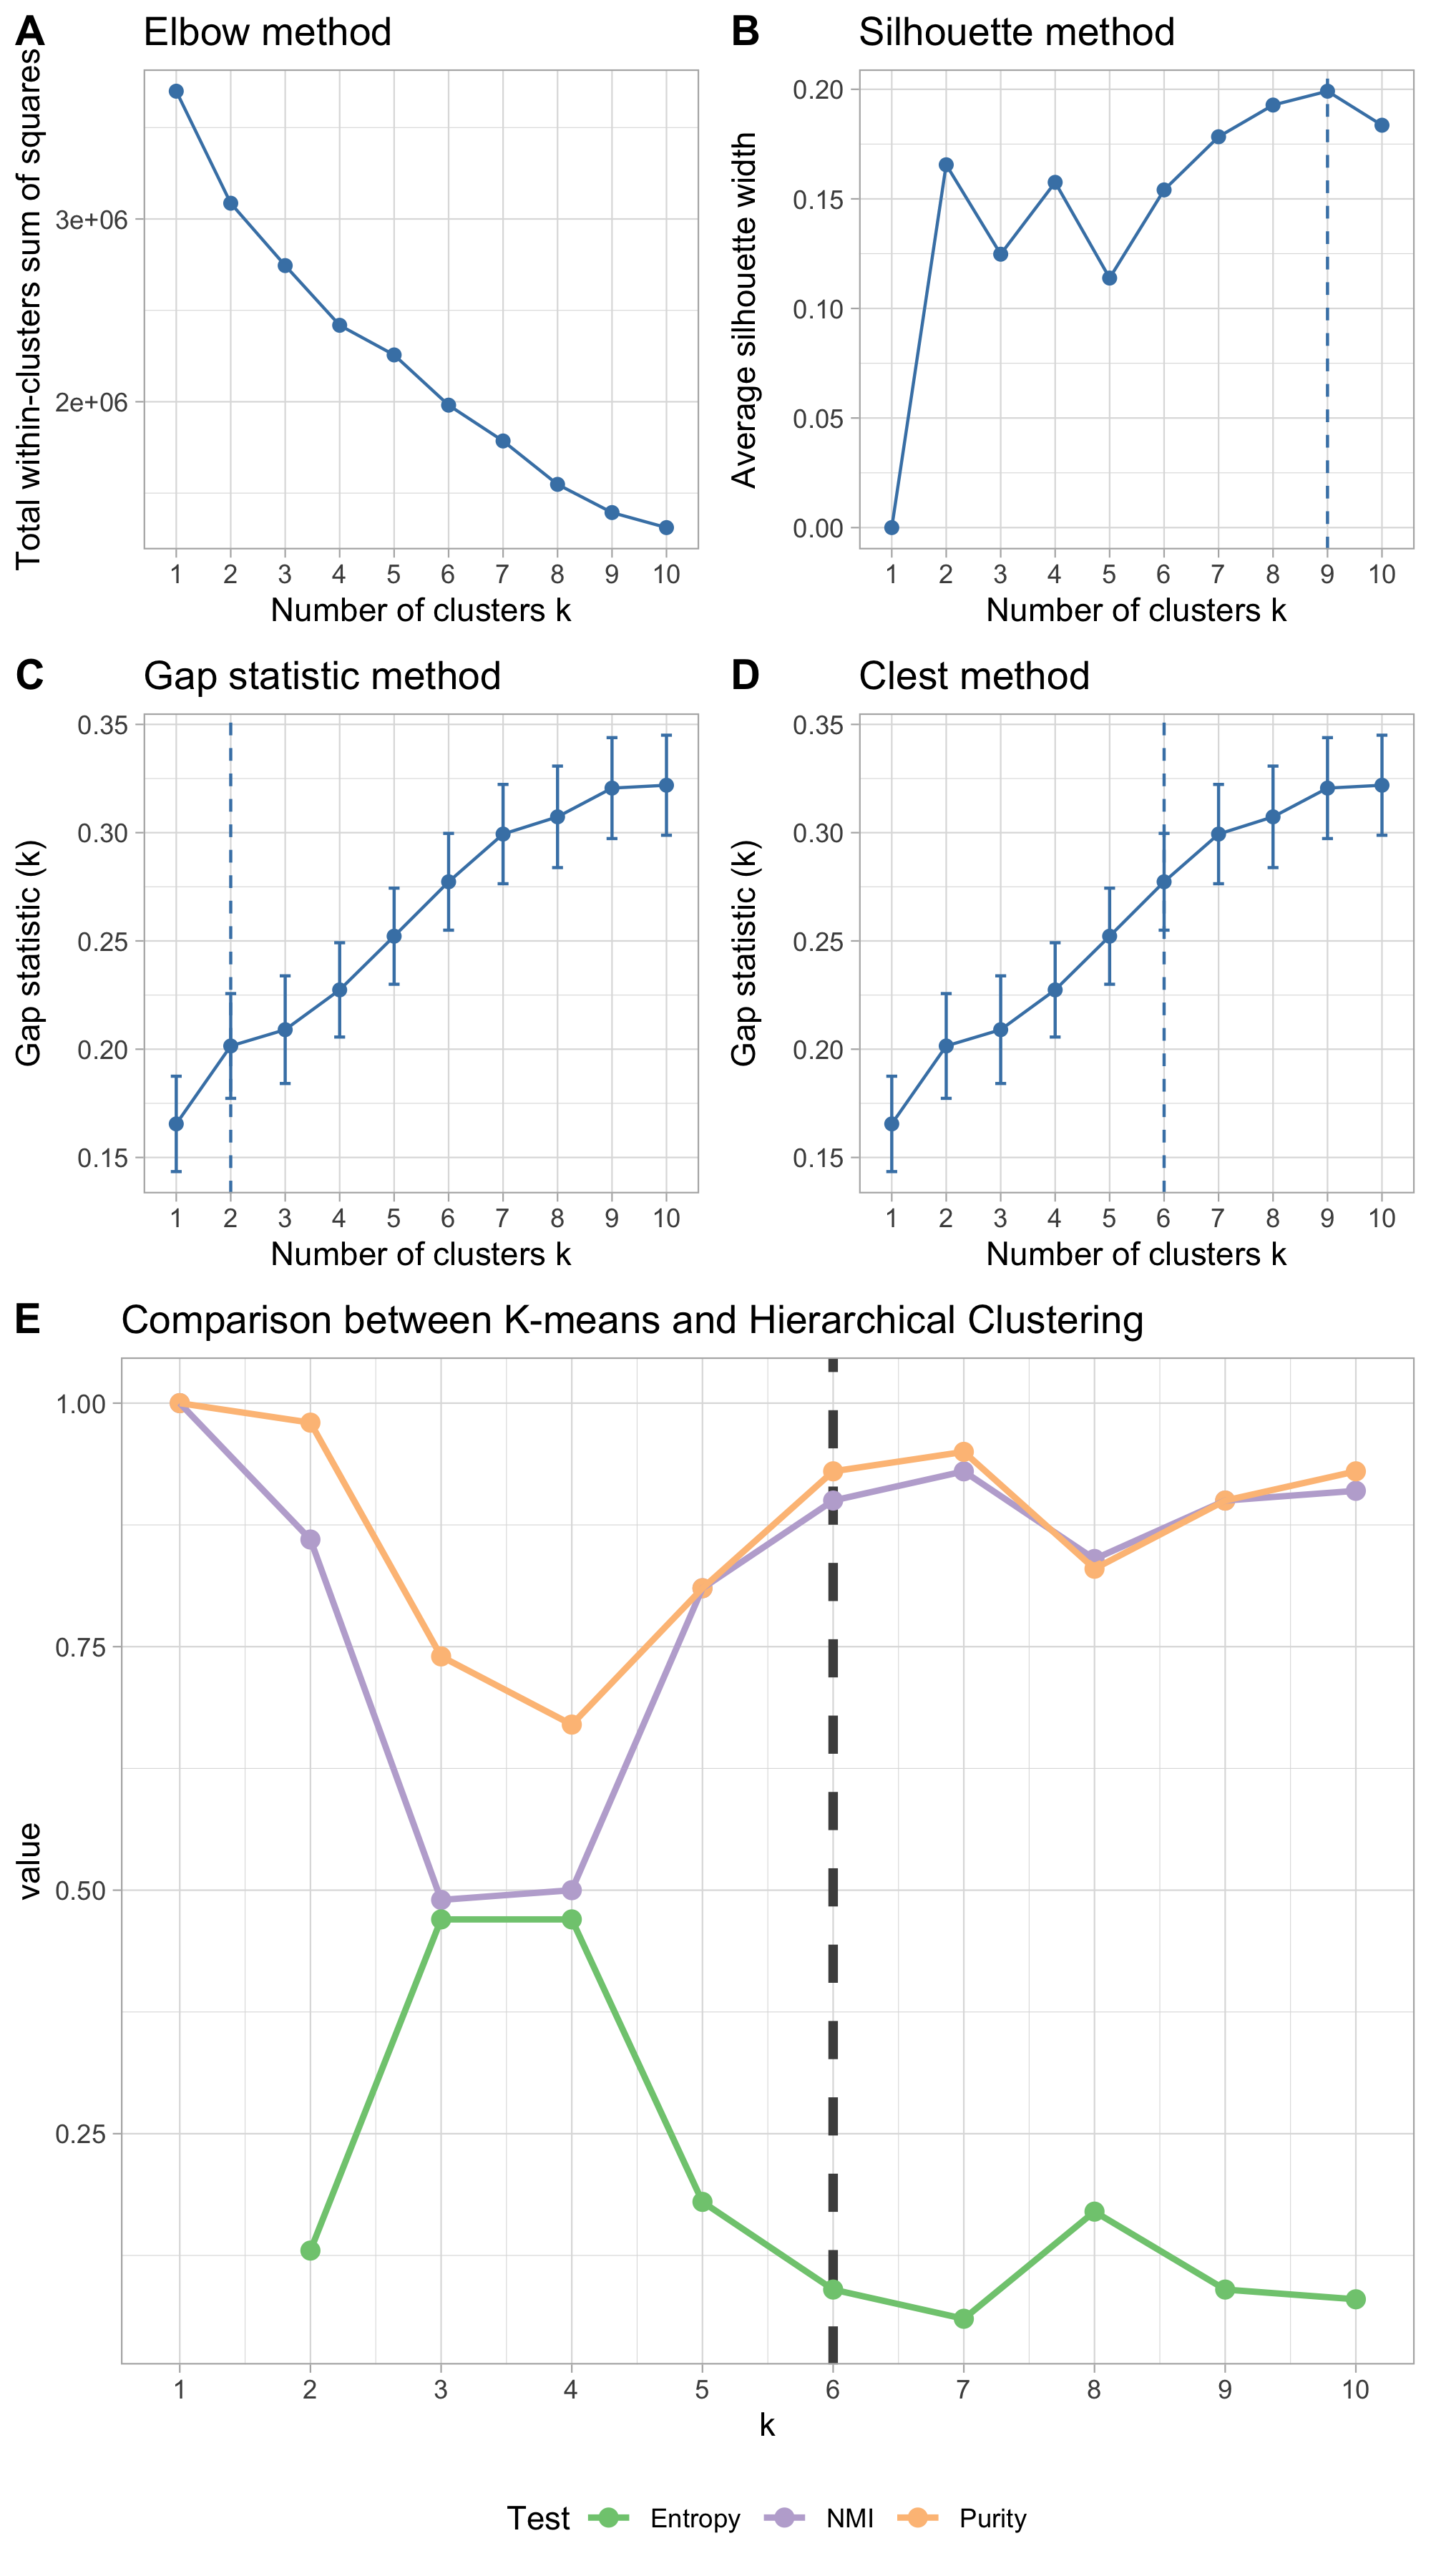 A Elbow method
Total within-clusters sum of squares
3e+06
2e+06
1 2 3 4 5 6 7 8 9 10
Number of clusters k
B Silhouette method
Average silhouette width
0.20
0.15
0.10
0.05
0.00
1 2 3 4 5 6 7 8 9 10
Number of clusters k
C Gap statistic method
Gap statistic (k)
0.35
0.30
0.25
0.20
0.15
1 2 3 4 5 6 7 8 9 10
Number of clusters k
D Clest method
Gap statistic (k)
0.35
0.30
0.25
0.20
0.15
1 2 3 4 5 6 7 8 9 10
Number of clusters k
E Comparison between K-means and Hierarchical Clustering
value
1.00
0.75
0.50
0.25
1 2 3 4 5 6 7 8 9 10
k
Test Entropy NMI Purity